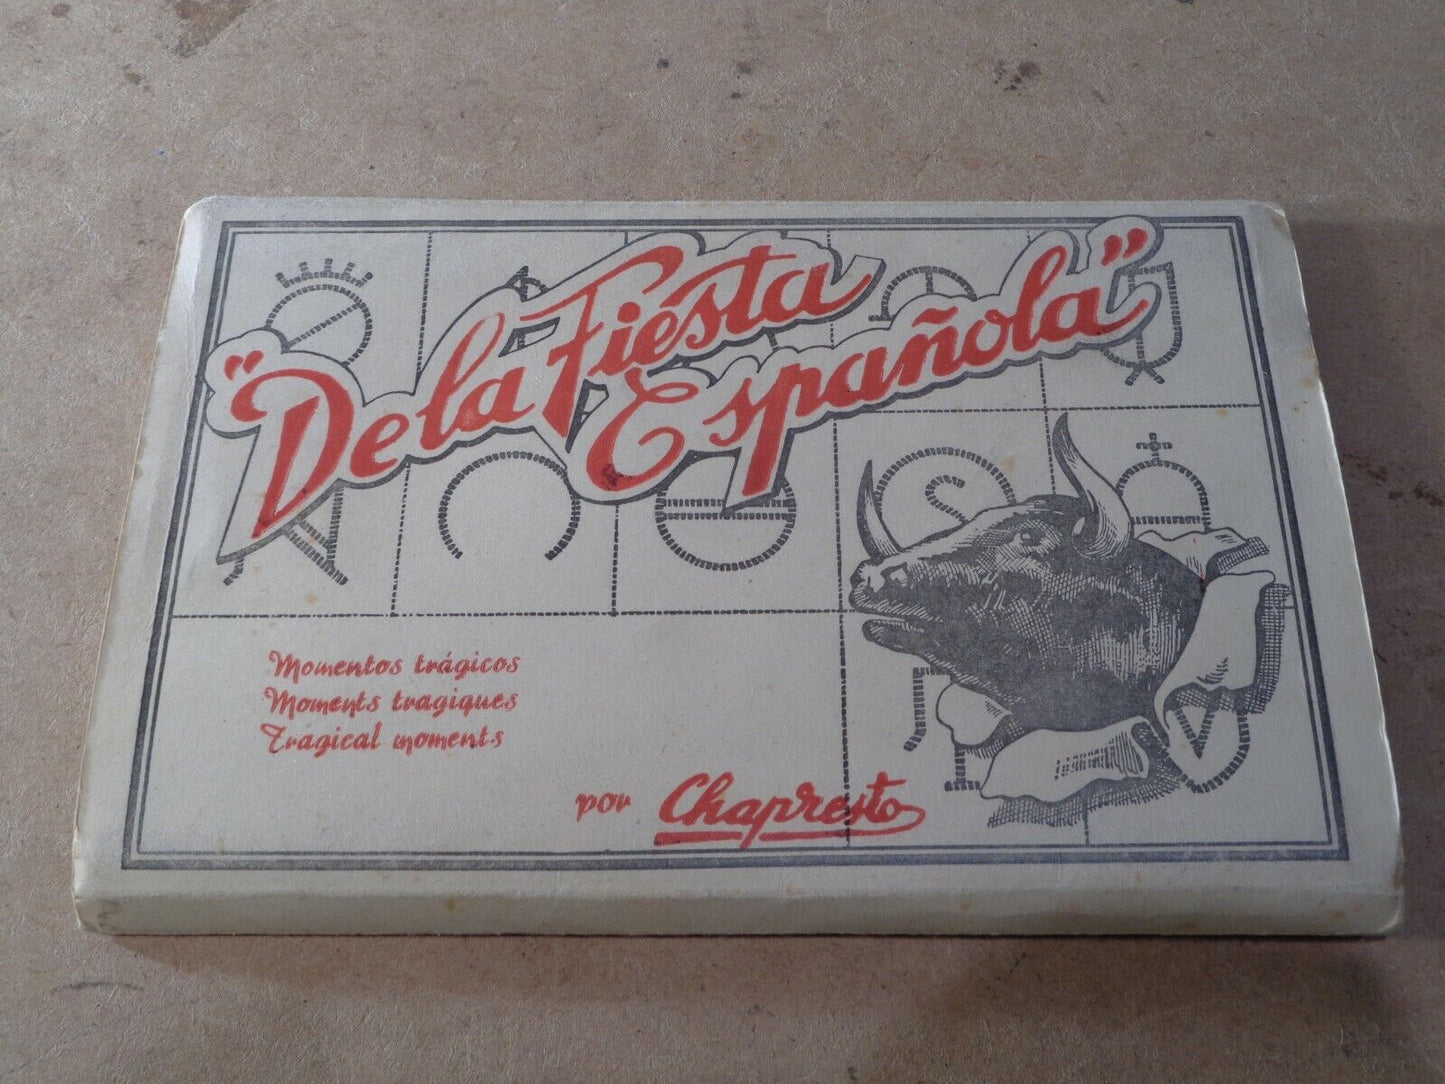 "De la Fiesta
Española"
Momentos trágicos
Moments tragiques
Tragical moments
por Chapresto